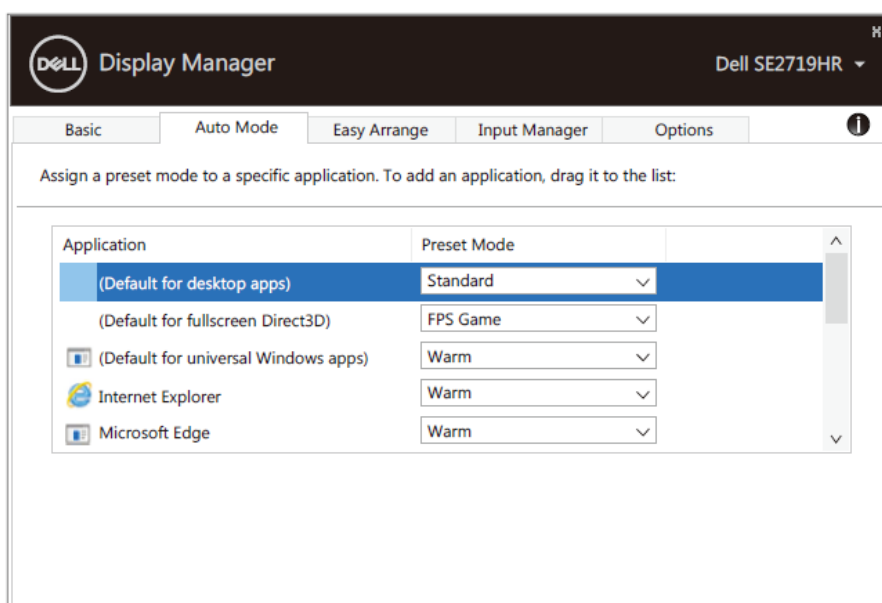 DELL Display Manager
Dell SE2719HR
Basic Auto Mode Easy Arrange Input Manager Options
Assign a preset mode to a specific application. To add an application, drag it to the list:
Application Preset Mode
(Default for desktop apps) Standard
(Default for fullscreen Direct3D) FPS Game
(Default for universal Windows apps) Warm
Internet Explorer Warm
Microsoft Edge Warm